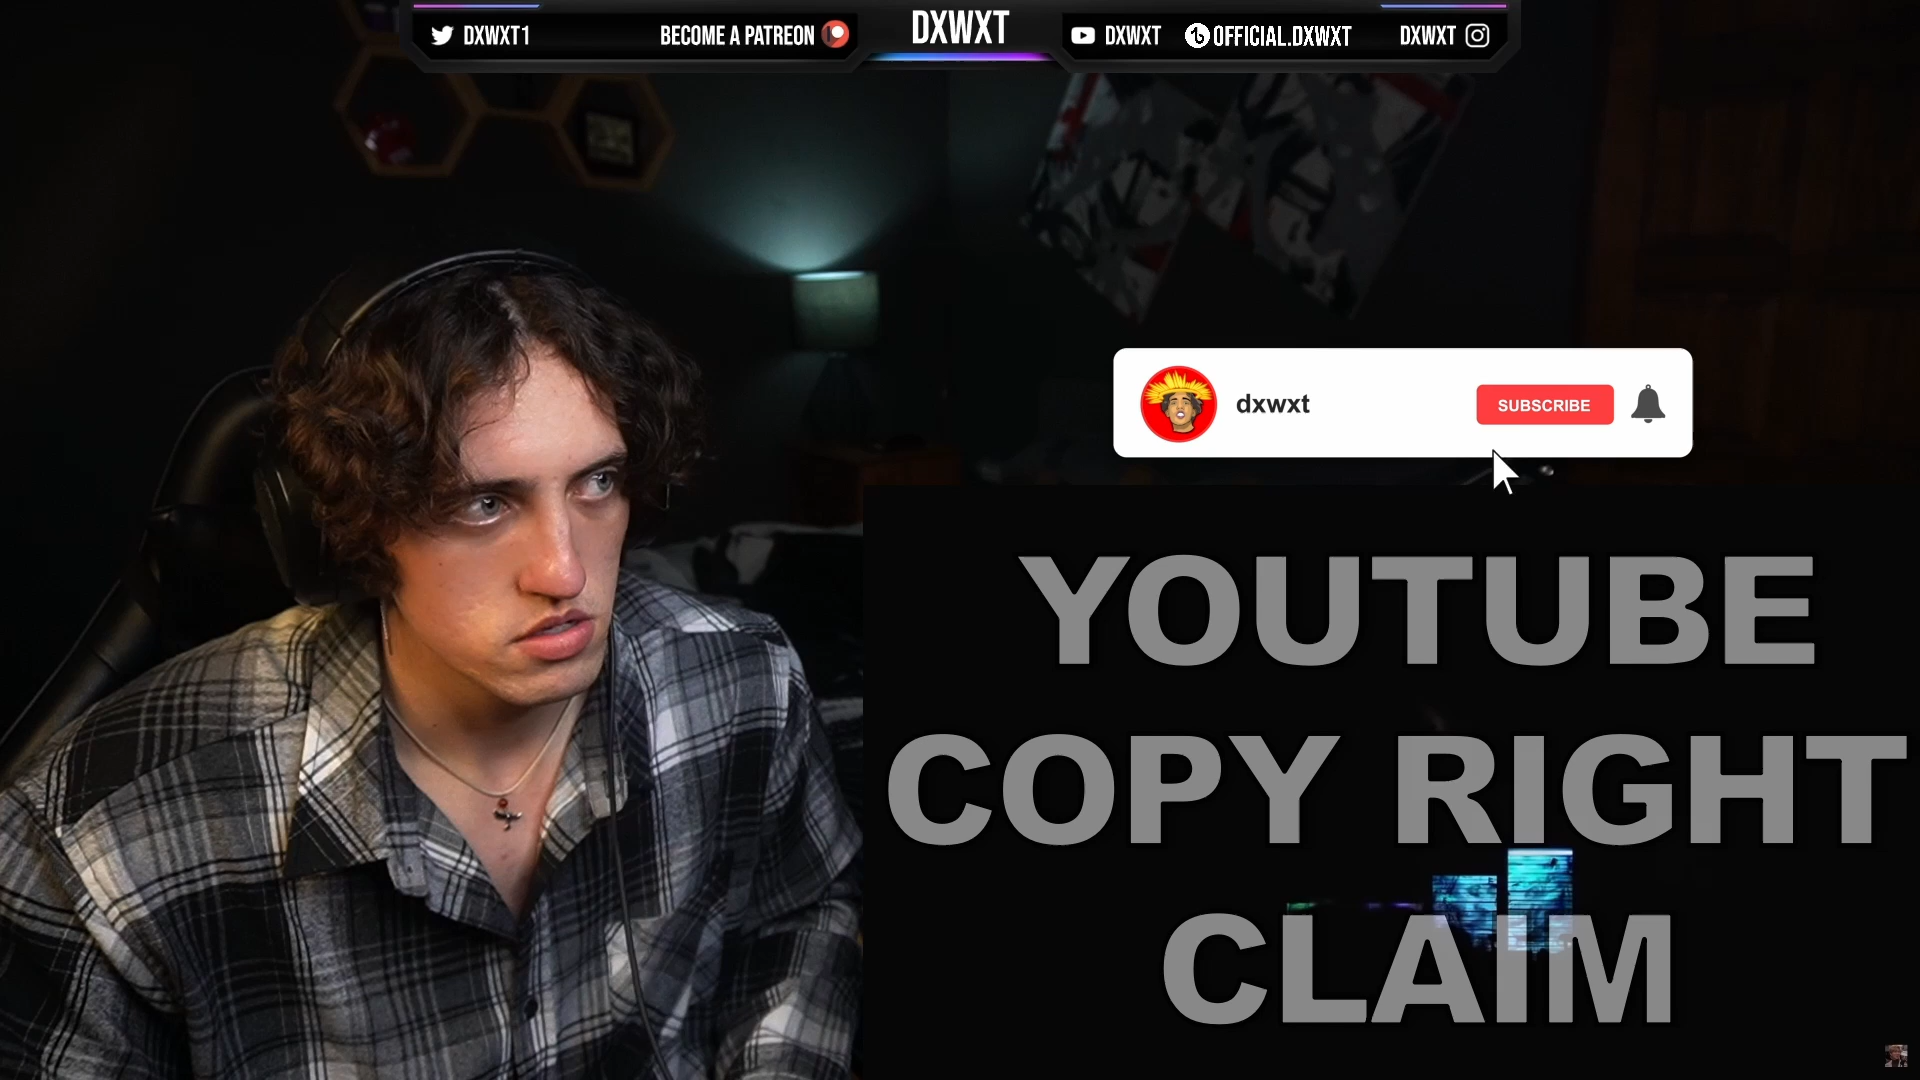 DXWXT1
BECOME A PATREON
DXWXT
DXWXT
OFFICIAL.DXWXT
DXWXT
dxwxt
SUBSCRIBE
YOUTUBE
COPY RIGHT
CLAIM